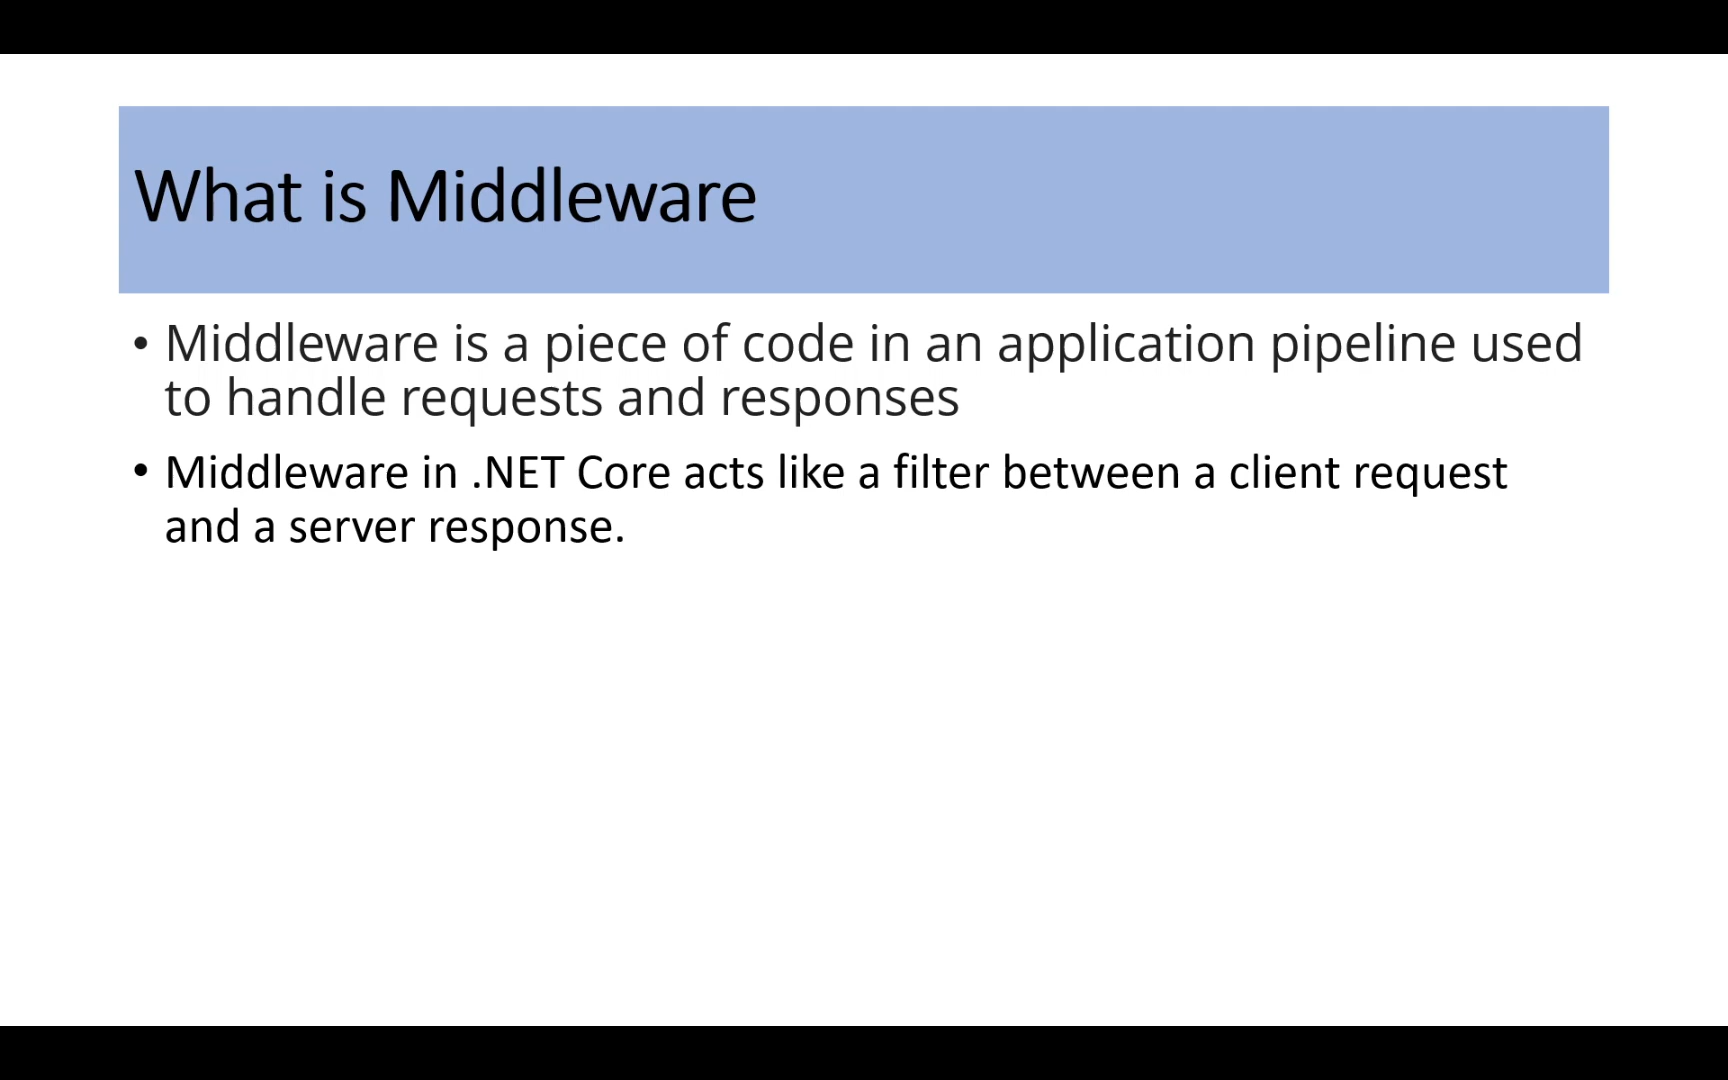 What is Middleware
• Middleware is a piece of code in an application pipeline used
to handle requests and responses
• Middleware in .NET Core acts like a filter between a client request
and a server response.